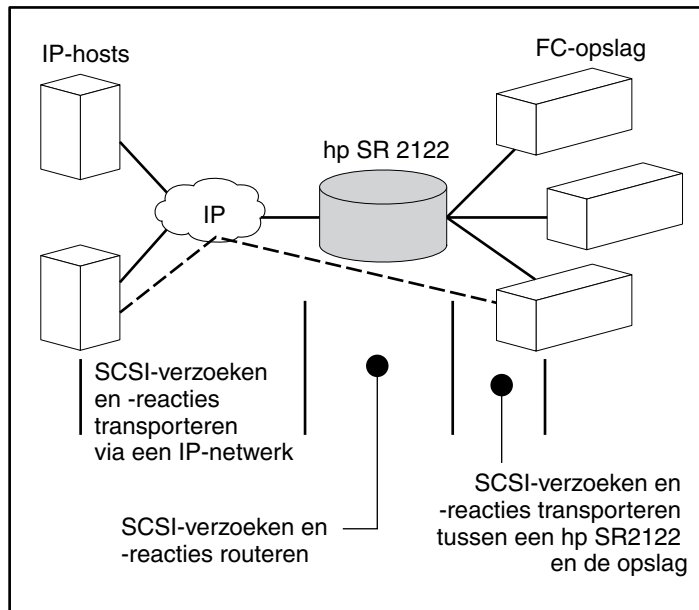 IP-hosts
FC-opslag
hp SR 2122
IP
SCSI-verzoeken
en -reacties
transporteren
via een IP-netwerk
SCSI-verzoeken en
-reacties routeren
SCSI-verzoeken en
-reacties transporteren
tussen een hp SR2122
en de opslag